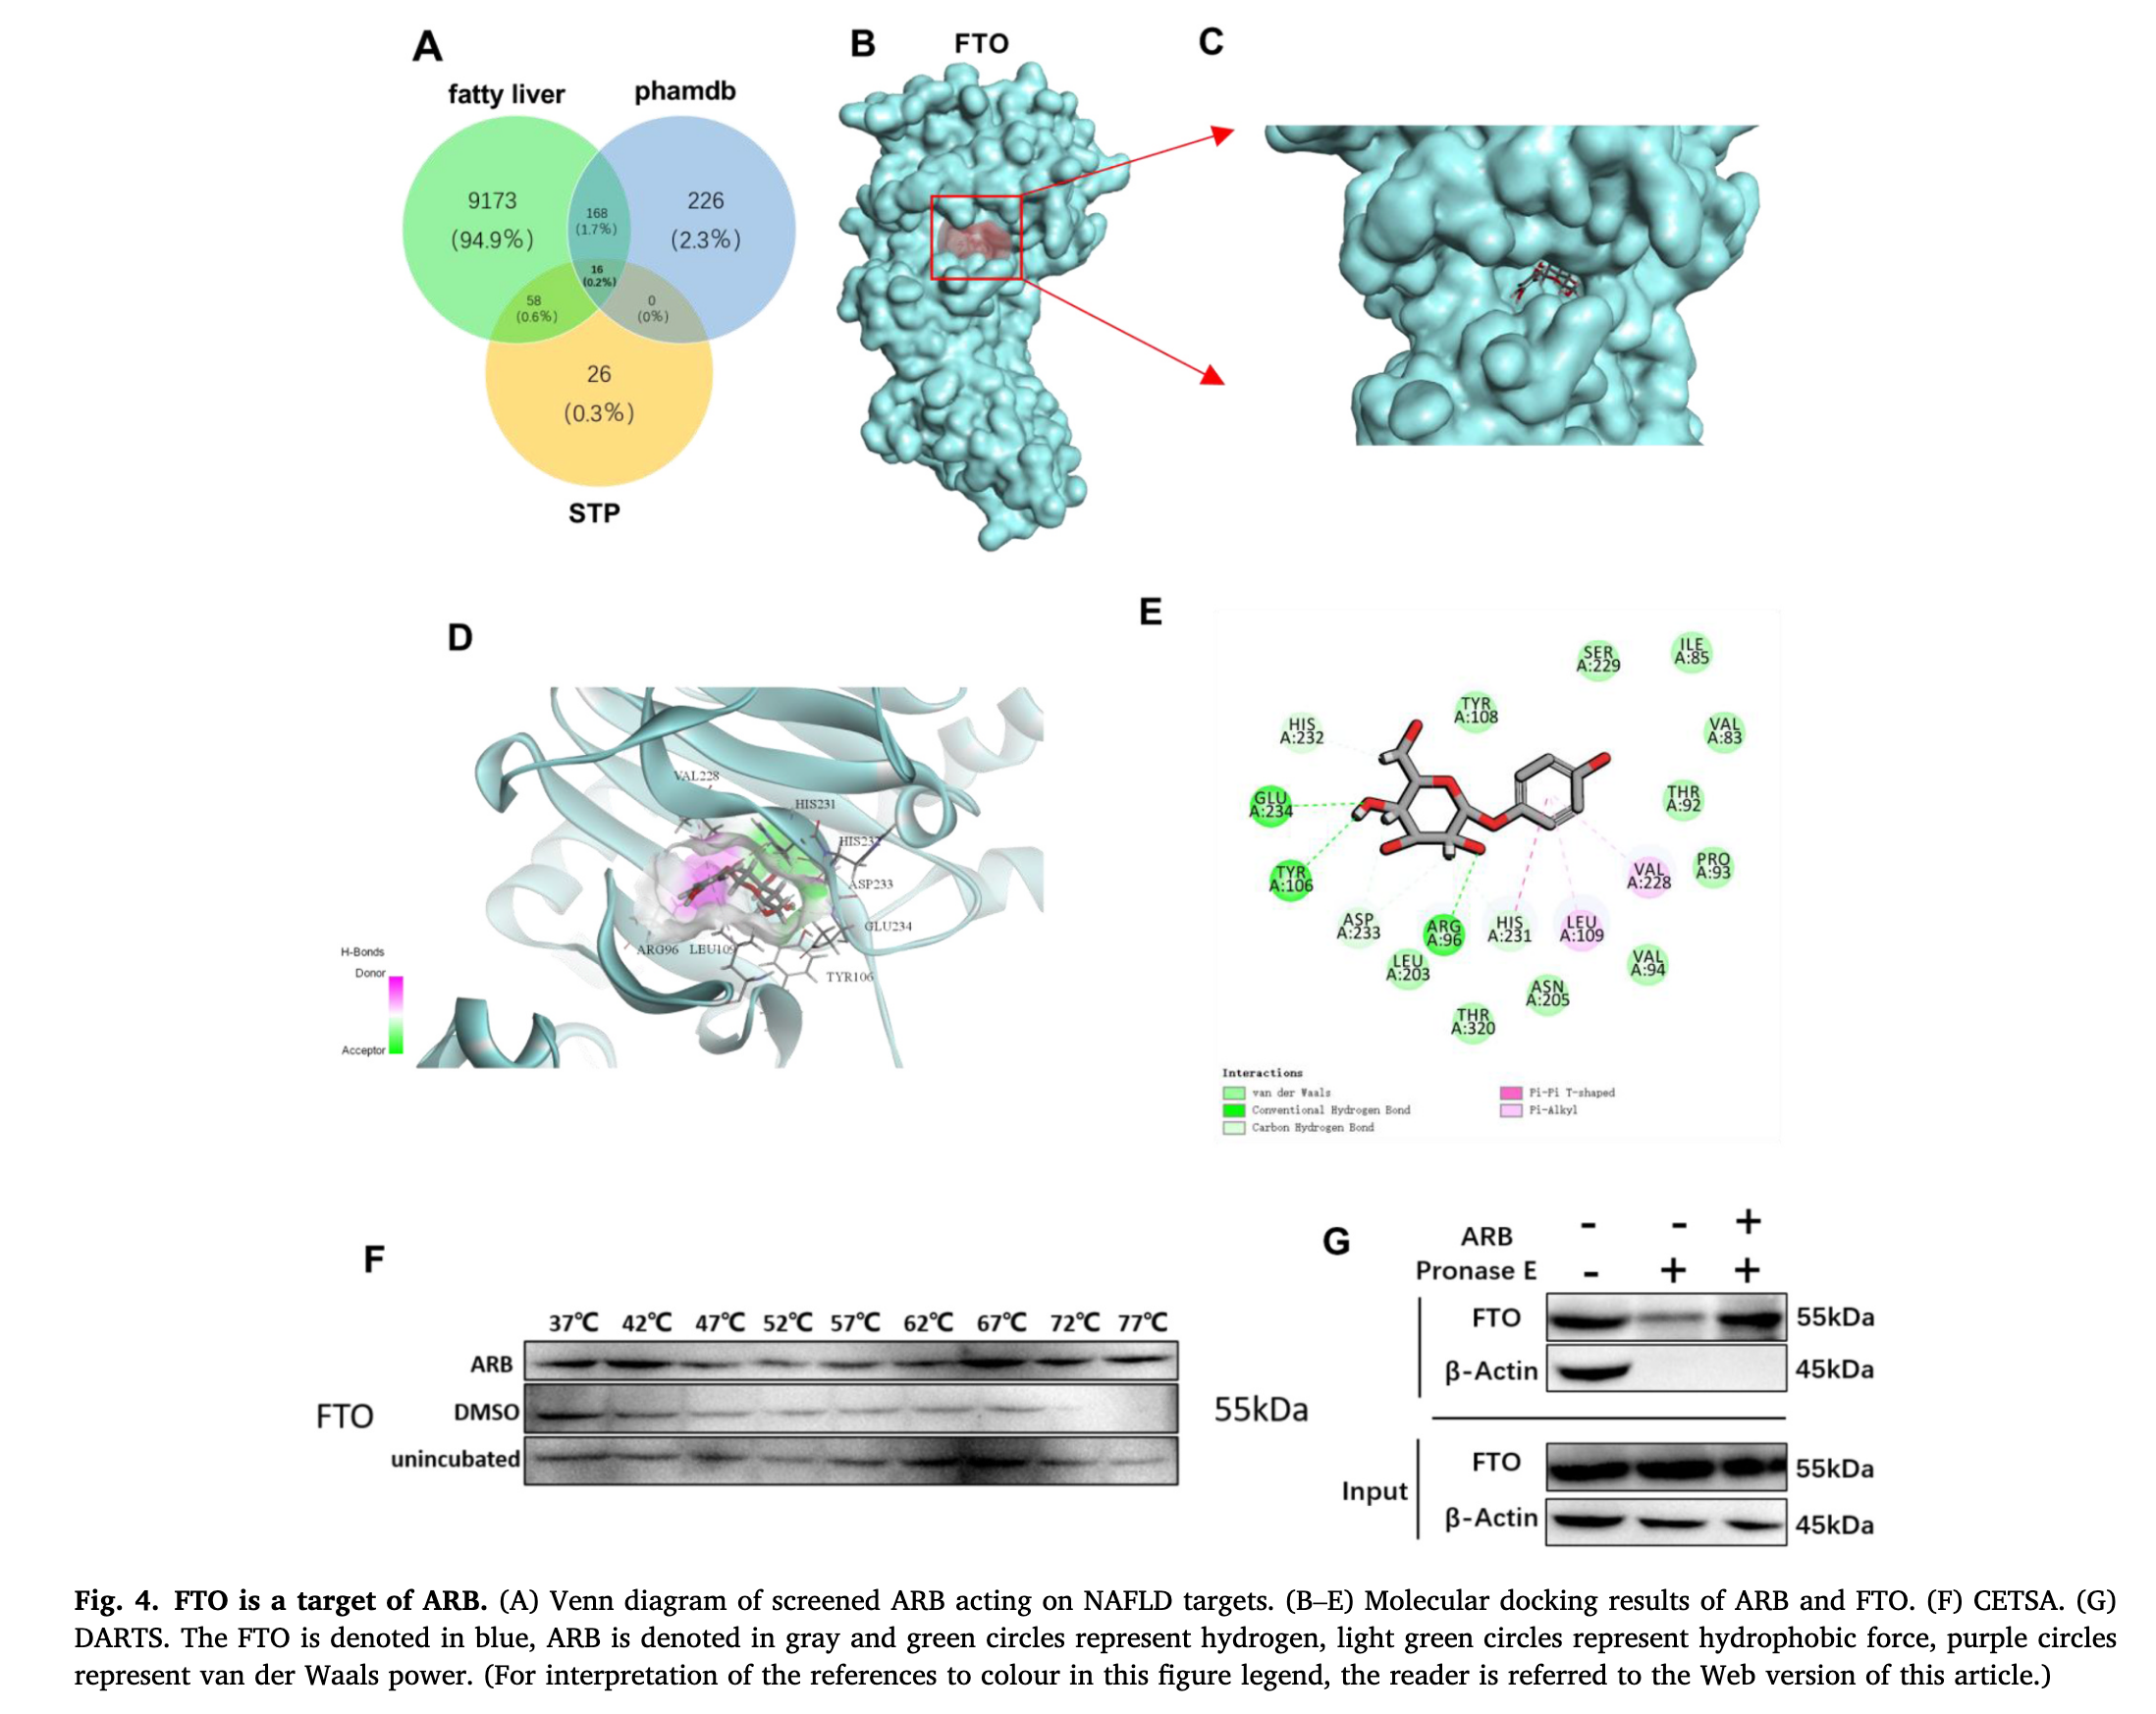 A
fatty liver
phamdb
9173
(94.9%)
168
(1.7%)
226
(2.3%)
16
(0.2%)
58
(0.6%)
0
(0%)
26
(0.3%)
STP
B
FTO
C
D
VAL228
HIS231
HIS232
ASP233
GLU234
ARG96
LEU109
TYR106
H-Bonds
Donor
Acceptor
E
SER
A:229
ILE
A:85
TYR
A:108
HIS
A:232
VAL
A:83
GLU
A:234
THR
A:92
TYR
A:106
VAL
A:228
PRO
A:93
ASP
A:233
ARG
A:96
HIS
A:231
LEU
A:109
LEU
A:203
VAL
A:94
ASN
A:205
THR
A:320
Interactions
van der Waals
Conventional Hydrogen Bond
Carbon Hydrogen Bond
Pi-Pi T-shaped
Pi-Alkyl
F
37℃ 42℃ 47℃ 52℃ 57℃ 62℃ 67℃ 72℃ 77℃
ARB
FTO
DMSO
55kDa
unincubated
G
ARB - - +
Pronase E - + +
FTO 55kDa
β-Actin 45kDa
Input
FTO 55kDa
β-Actin 45kDa
Fig. 4. FTO is a target of ARB. (A) Venn diagram of screened ARB acting on NAFLD targets. (B–E) Molecular docking results of ARB and FTO. (F) CETSA. (G)
DARTS. The FTO is denoted in blue, ARB is denoted in gray and green circles represent hydrogen, light green circles represent hydrophobic force, purple circles
represent van der Waals power. (For interpretation of the references to colour in this figure legend, the reader is referred to the Web version of this article.)